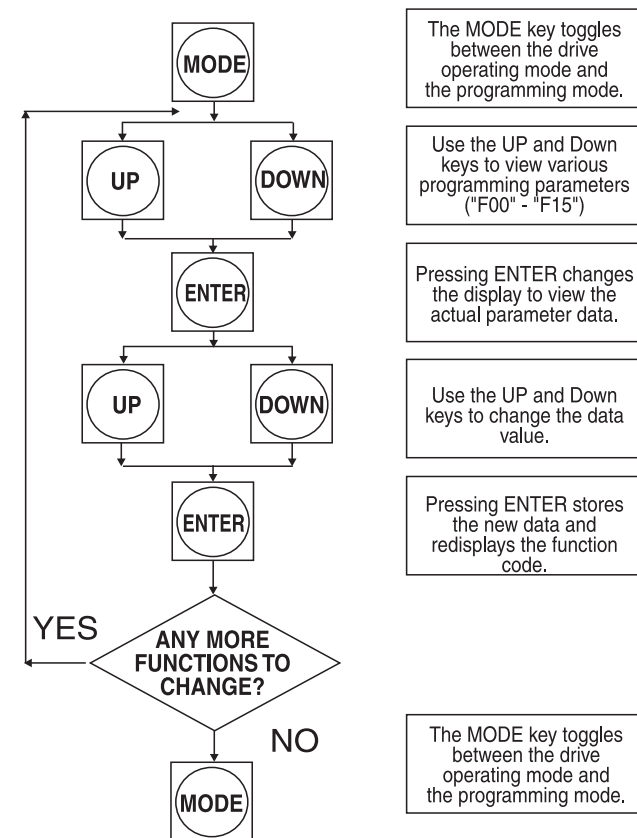 MODE
The MODE key toggles
between the drive
operating mode and
the programming mode.
UP
DOWN
Use the UP and Down
keys to view various
programming parameters
("F00" - "F15")
ENTER
Pressing ENTER changes
the display to view the
actual parameter data.
UP
DOWN
Use the UP and Down
keys to change the data
value.
ENTER
Pressing ENTER stores
the new data and
redisplays the function
code.
YES
ANY MORE
FUNCTIONS TO
CHANGE?
NO
MODE
The MODE key toggles
between the drive
operating mode and
the programming mode.